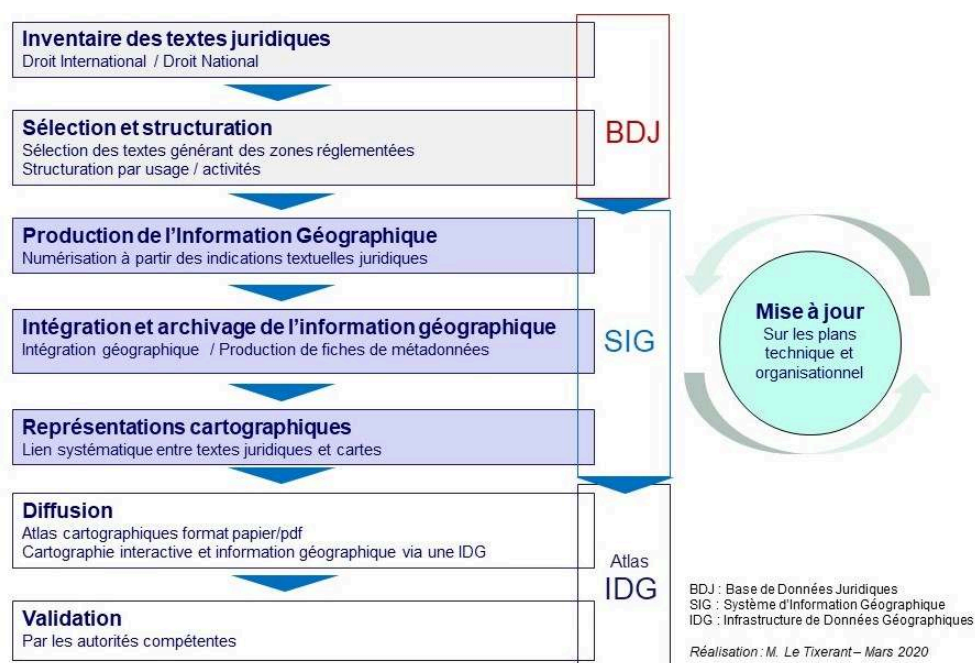 Inventaire des textes juridiques
Droit International / Droit National
Sélection et structuration
Sélection des textes générant des zones réglementées
Structuration par usage / activités
BDJ
Production de l'Information Géographique
Numérisation à partir des indications textuelles juridiques
Intégration et archivage de l'information géographique
Intégration géographique / Production de fiches de métadonnées
Représentations cartographiques
Lien systématique entre textes juridiques et cartes
SIG
Diffusion
Atlas cartographiques format papier/pdf
Cartographie interactive et information géographique via une IDG
Validation
Par les autorités compétentes
Atlas
IDG
Mise à jour
Sur les plans
technique et
organisationnel
BDJ : Base de Données Juridiques
SIG : Système d'Information Géographique
IDG : Infrastructure de Données Géographiques
Réalisation : M. Le Tixerant – Mars 2020